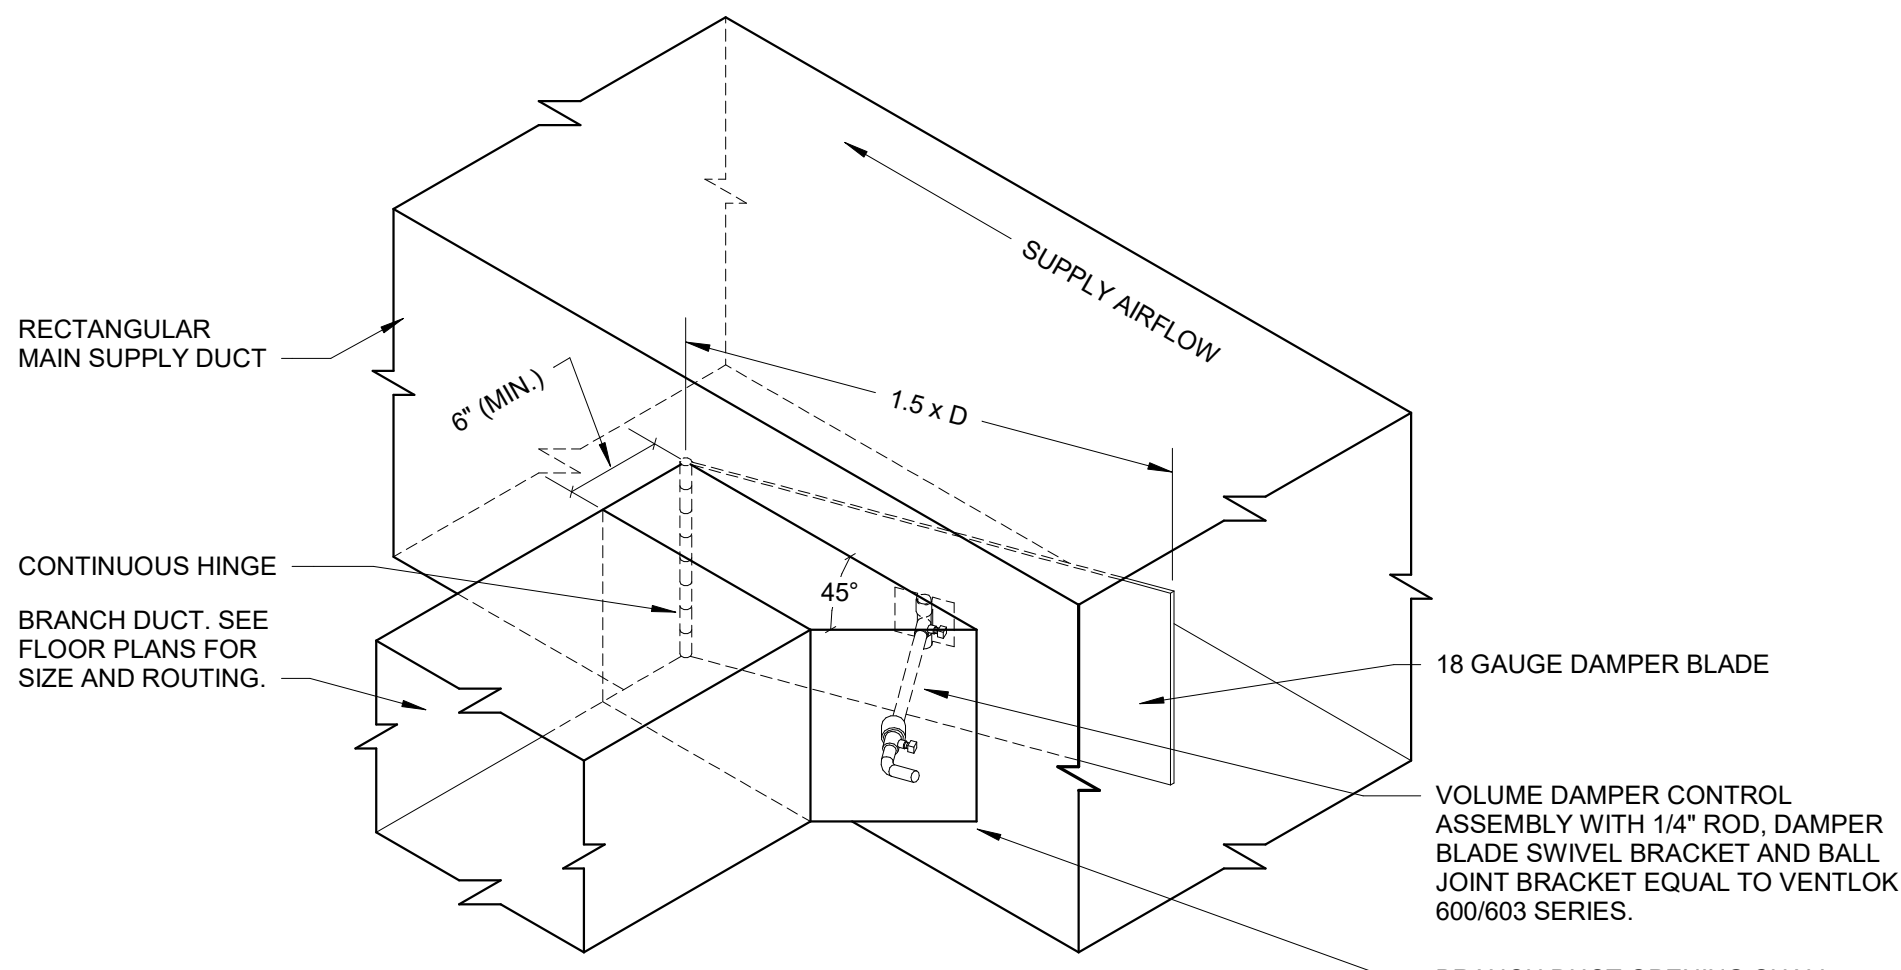 SUPPLY AIRFLOW
RECTANGULAR
MAIN SUPPLY DUCT
6" (MIN.)
1.5 x D
CONTINUOUS HINGE
45°
BRANCH DUCT. SEE
FLOOR PLANS FOR
SIZE AND ROUTING.
18 GAUGE DAMPER BLADE
VOLUME DAMPER CONTROL
ASSEMBLY WITH 1/4" ROD, DAMPER
BLADE SWIVEL BRACKET AND BALL
JOINT BRACKET EQUAL TO VENTLOK
600/603 SERIES.